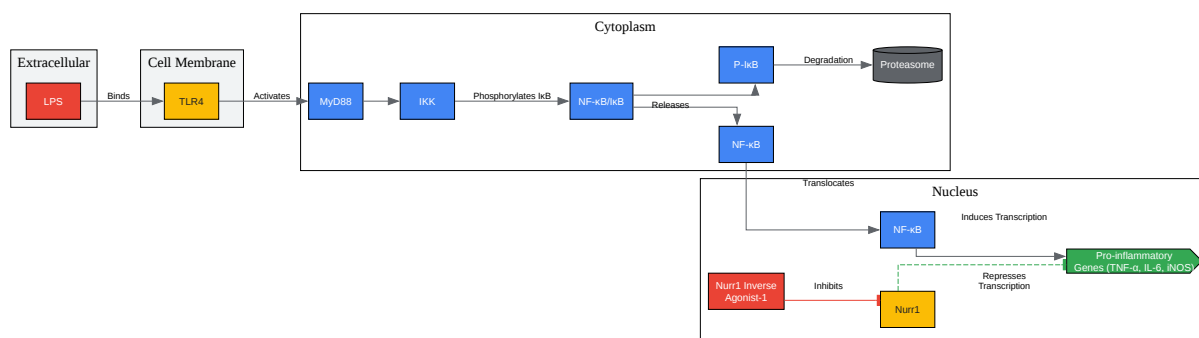 Cytoplasm
Extracellular
Cell Membrane
LPS
Binds
TLR4
Activates
MyD88
IKK
Phosphorylates IκB
NF-κB/IκB
Releases
P-IκB
Degradation
Proteasome
NF-κB
Translocates
Nucleus
NF-κB
Induces Transcription
Pro-inflammatory
Genes (TNF-α, IL-6, iNOS)
Nurr1 Inverse
Agonist-1
Inhibits
Nurr1
Represses
Transcription